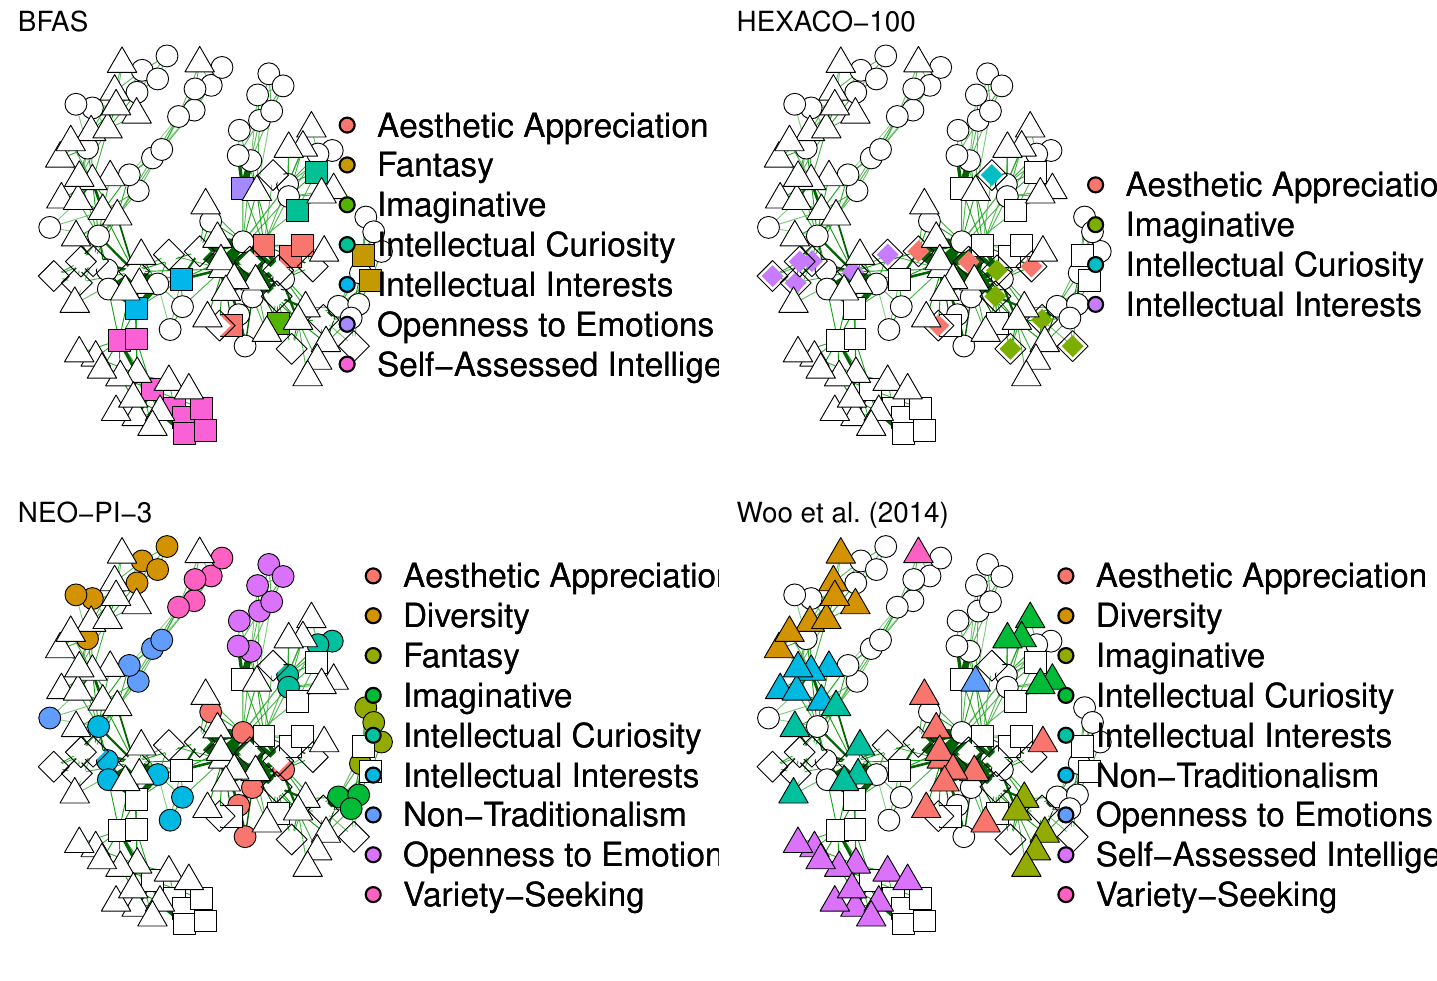 BFAS
Aesthetic Appreciation
Fantasy
Imaginative
Intellectual Curiosity
Intellectual Interests
Openness to Emotions
Self−Assessed Intellige
HEXACO−100
Aesthetic Appreciatio
Imaginative
Intellectual Curiosity
Intellectual Interests
NEO−PI−3
Aesthetic Appreciation
Diversity
Fantasy
Imaginative
Intellectual Curiosity
Intellectual Interests
Non−Traditionalism
Openness to Emotion
Variety−Seeking
Woo et al. (2014)
Aesthetic Appreciation
Diversity
Imaginative
Intellectual Curiosity
Intellectual Interests
Non−Traditionalism
Openness to Emotions
Self−Assessed Intellige
Variety−Seeking